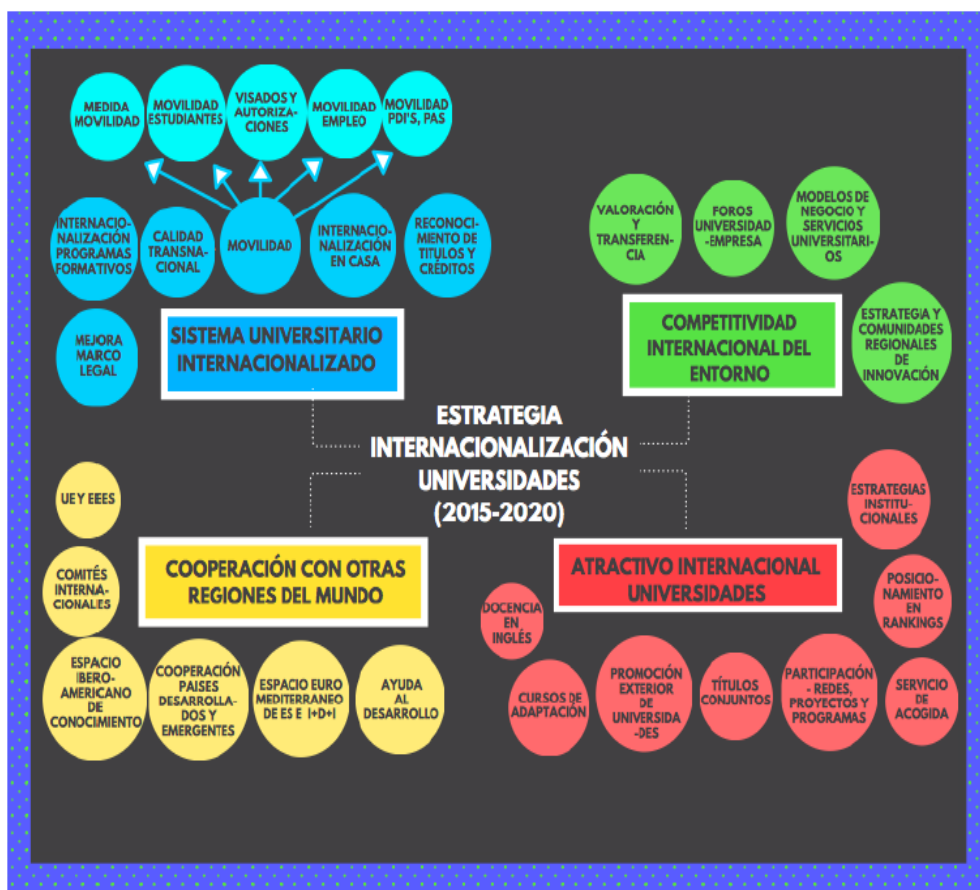 MEDIDA
MOVILIDAD
MOVILIDAD
ESTUDIANTES
VISADOS Y
AUTORIZA-
CIONES
MOVILIDAD
EMPLEO
MOVILIDAD
PDI'S, PAS
INTERNACIO-
NALIZACIÓN
PROGRAMAS
FORMATIVOS
CALIDAD
TRANSNA-
CIONAL
MOVILIDAD
INTERNACIO-
NALIZACIÓN
EN CASA
RECONOCI-
MIENTO DE
TITULOS Y
CRÉDITOS
MEJORA
MARCO
LEGAL
SISTEMA UNIVERSITARIO
INTERNACIONALIZADO
VALORACIÓN
Y
TRANSFEREN-
CIA
FOROS
UNIVERSIDAD
-EMPRESA
MODELOS DE
NEGOCIO Y
SERVICIOS
UNIVERSITARI-
OS
COMPETITIVIDAD
INTERNACIONAL DEL
ENTORNO
ESTRATEGIA Y
COMUNIDADES
REGIONALES
DE
INNOVACIÓN
ESTRATEGIA
INTERNACIONALIZACIÓN
UNIVERSIDADES
(2015-2020)
UE Y EEES
COMITÉS
INTERNA-
CIONALES
COOPERACIÓN CON OTRAS
REGIONES DEL MUNDO
ESPACIO
IBERO-
AMERICANO
DE
CONOCIMIENTO
COOPERACIÓN
PAISES
DESARROLLA-
DOS Y
EMERGENTES
ESPACIO EURO
MEDITERRANEO
DE ES E I+D+I
AYUDA
AL
DESARROLLO
ESTRATEGIAS
INSTITU-
CIONALES
ATRACTIVO INTERNACIONAL
UNIVERSIDADES
POSICIO-
NAMIENTO
EN
RANKINGS
DOCENCIA
EN
INGLÉS
CURSOS DE
ADAPTACIÓN
PROMOCIÓN
EXTERIOR
DE
UNIVERSIDA
-DES
TÍTULOS
CONJUNTOS
PARTICIPACIÓN
- REDES,
PROYECTOS Y
PROGRAMAS
SERVICIO
DE
ACOGIDA